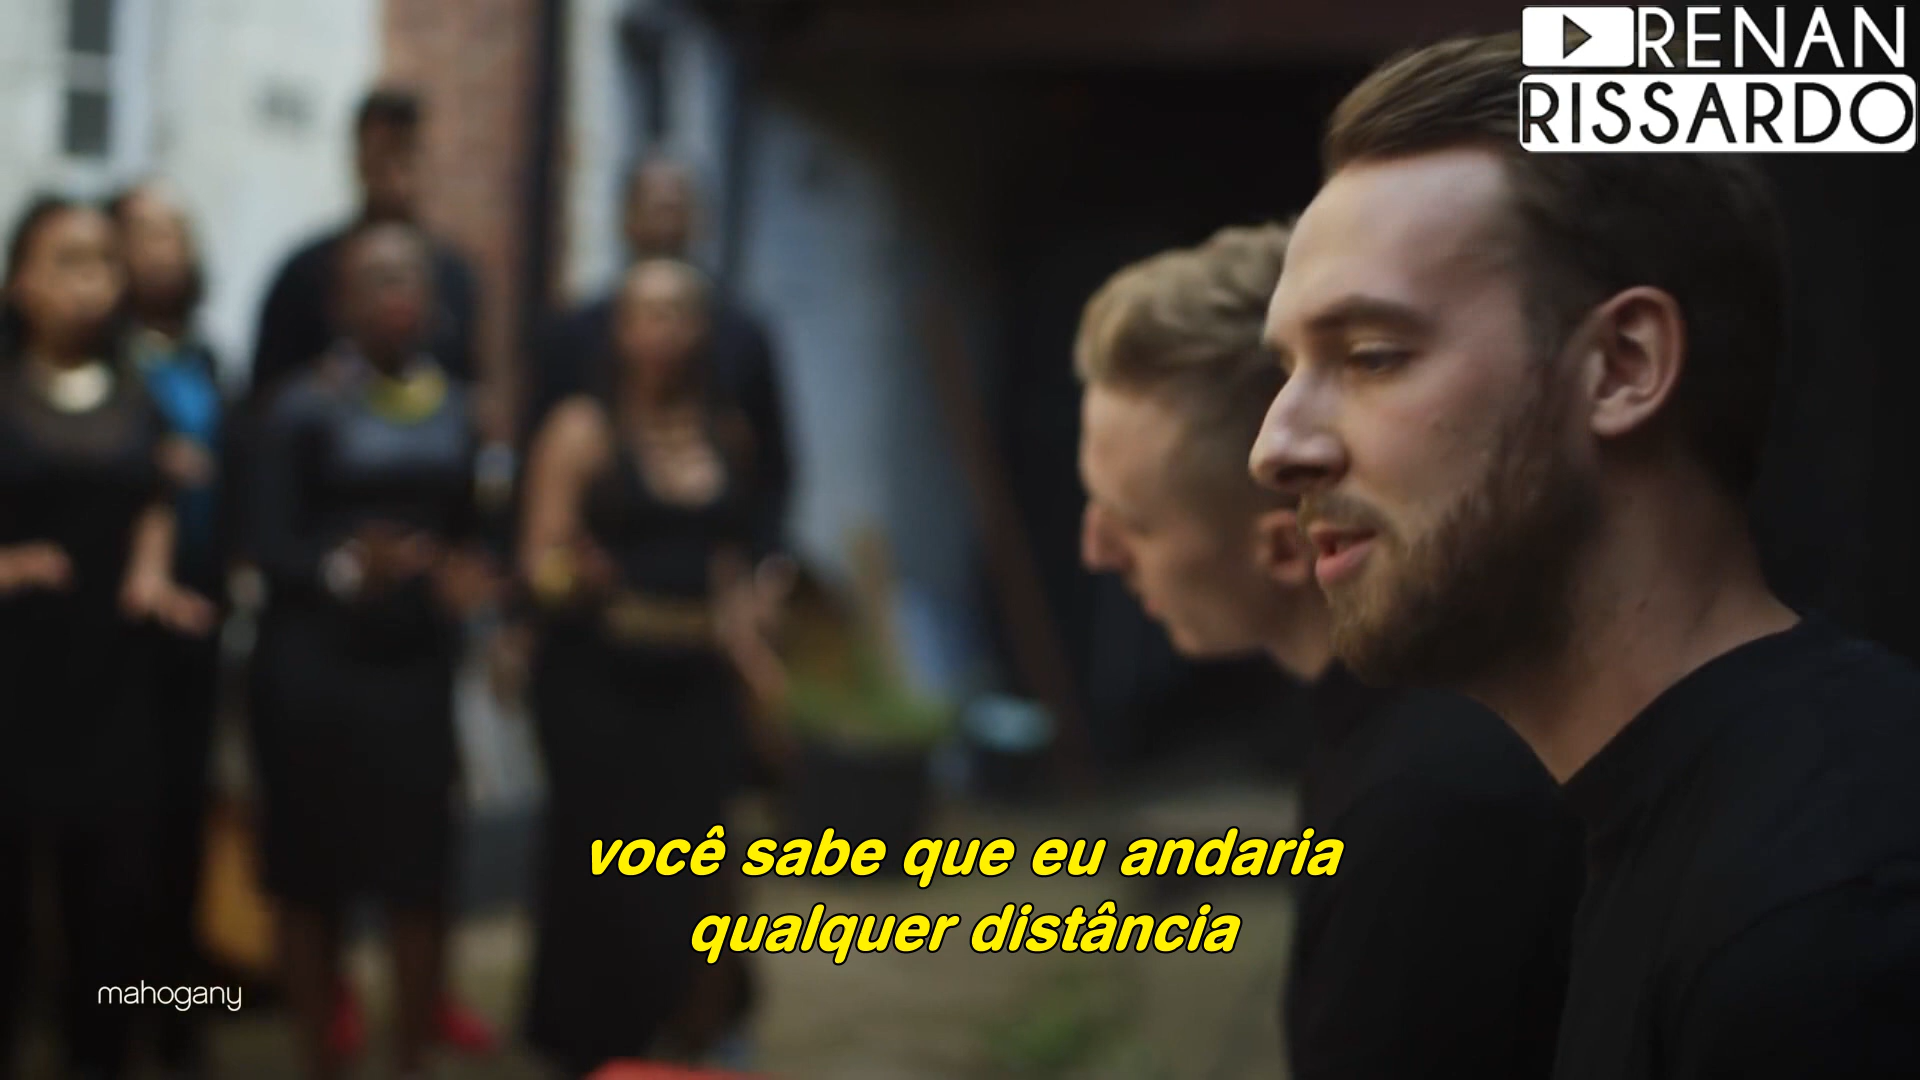 RENAN
RISSARDO
você sabe que eu andaria
qualquer distância
mahogany